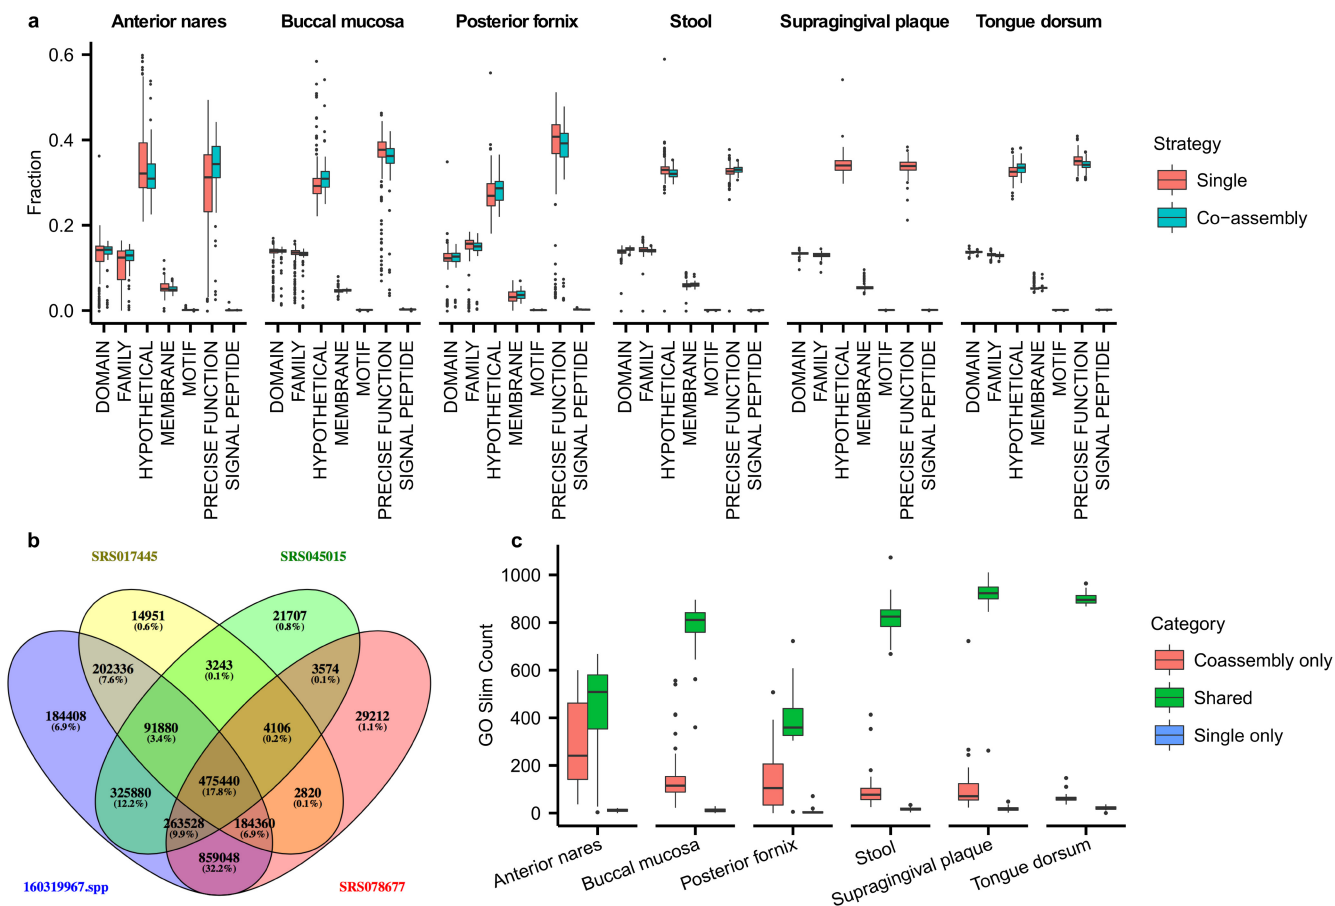 a
Anterior nares
Buccal mucosa
Posterior fornix
Stool
Supragingival plaque
Tongue dorsum
Fraction
0.6
0.4
0.2
0.0
DOMAIN
FAMILY
HYPOTHETICAL
MEMBRANE
MOTIF
PRECISE FUNCTION
SIGNAL PEPTIDE
DOMAIN
FAMILY
HYPOTHETICAL
MEMBRANE
MOTIF
PRECISE FUNCTION
SIGNAL PEPTIDE
DOMAIN
FAMILY
HYPOTHETICAL
MEMBRANE
MOTIF
PRECISE FUNCTION
SIGNAL PEPTIDE
DOMAIN
FAMILY
HYPOTHETICAL
MEMBRANE
MOTIF
PRECISE FUNCTION
SIGNAL PEPTIDE
DOMAIN
FAMILY
HYPOTHETICAL
MEMBRANE
MOTIF
PRECISE FUNCTION
SIGNAL PEPTIDE
DOMAIN
FAMILY
HYPOTHETICAL
MEMBRANE
MOTIF
PRECISE FUNCTION
SIGNAL PEPTIDE
Strategy
Single
Co−assembly
b
SRS017445
SRS045015
14951
(0.6%)
21707
(0.8%)
202336
(7.6%)
3243
(0.1%)
3574
(0.1%)
184408
(6.9%)
91880
(3.4%)
4106
(0.2%)
29212
(1.1%)
475440
(17.8%)
325880
(12.2%)
2820
(0.1%)
263528
(9.9%)
184360
(6.9%)
859048
(32.2%)
160319967.spp
SRS078677
c
GO Slim Count
1000
800
600
400
200
0
Anterior nares
Buccal mucosa
Posterior fornix
Stool
Supragingival plaque
Tongue dorsum
Category
Coassembly only
Shared
Single only